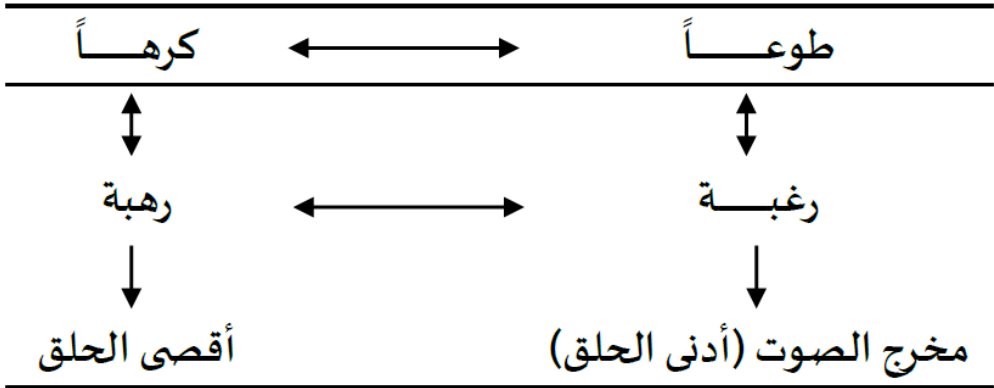 طوعـــاً كرهـــاً
رغبـــة رهبة
مخرج الصوت (أدنى الحلق) أقصى الحلق